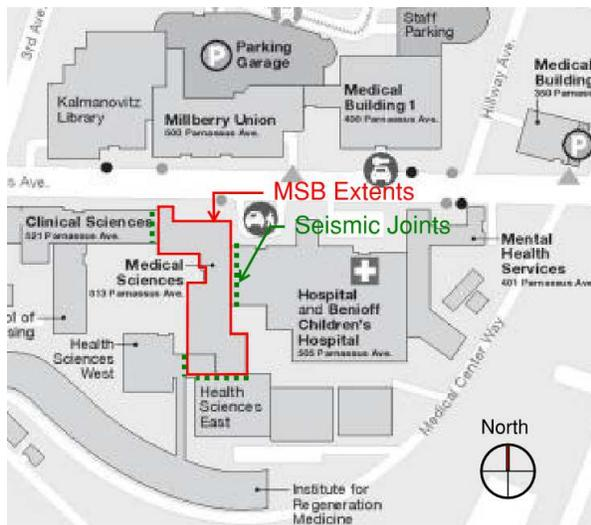 Staff
Parking
3rd Ave.
P
Parking
Garage
Hillway Ave.
Medical
Building
350 Parnassus
P
Kalmanovitz
Library
Medical
Building 1
400 Parnassus Ave.
Millberry Union
500 Parnassus Ave.
s Ave.
MSB Extents
Seismic Joints
Clinical Sciences
521 Parnassus Ave.
Medical
Sciences
513 Parnassus Ave.
Mental
Health
Services
401 Parnassus Ave.
Hospital
and Benioff
Children's
Hospital
505 Parnassus Ave.
ol of
sing
Health
Sciences
West
Medical Center Way
Health
Sciences
East
North
Institute for
Regeneration
Medicine